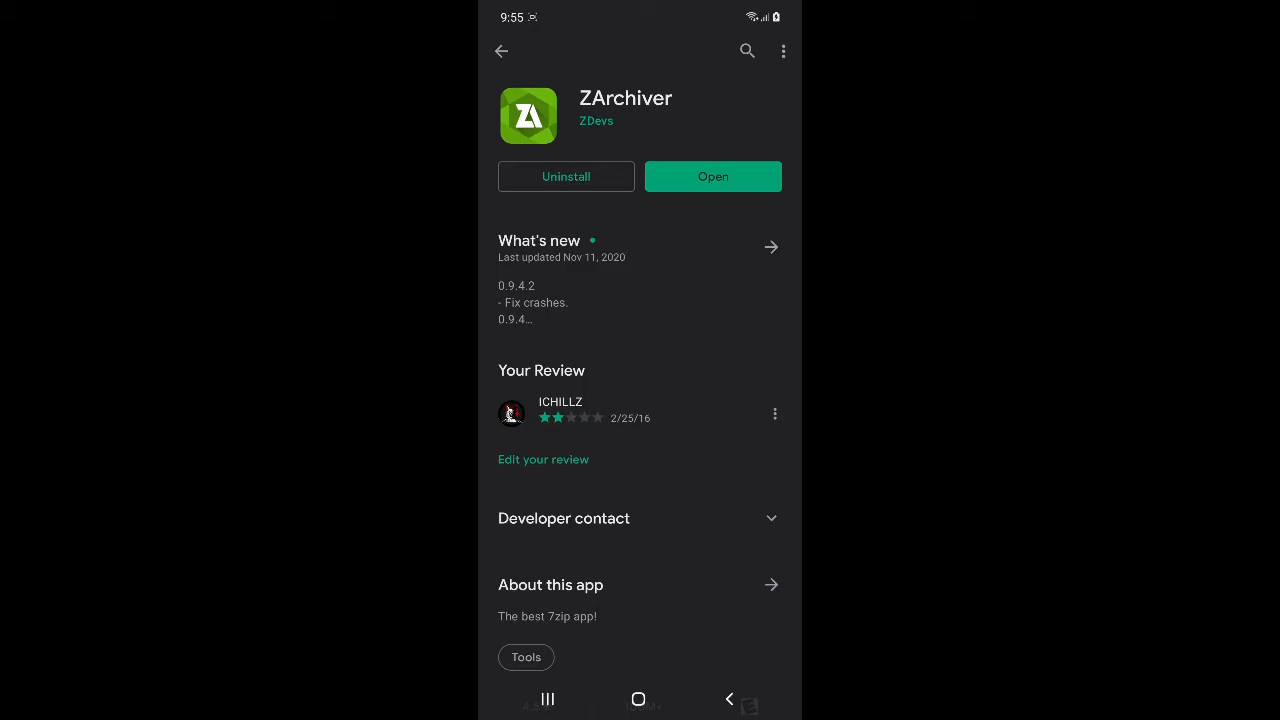 9:55
ZArchiver
ZA
ZDevs
Uninstall
Open
What's new
Last updated Nov 11, 2020
0.9.4.2
- Fix crashes.
0.9.4...
Your Review
ICHILLZ
2/25/16
Edit your review
Developer contact
About this app
The best 7zip app!
Tools